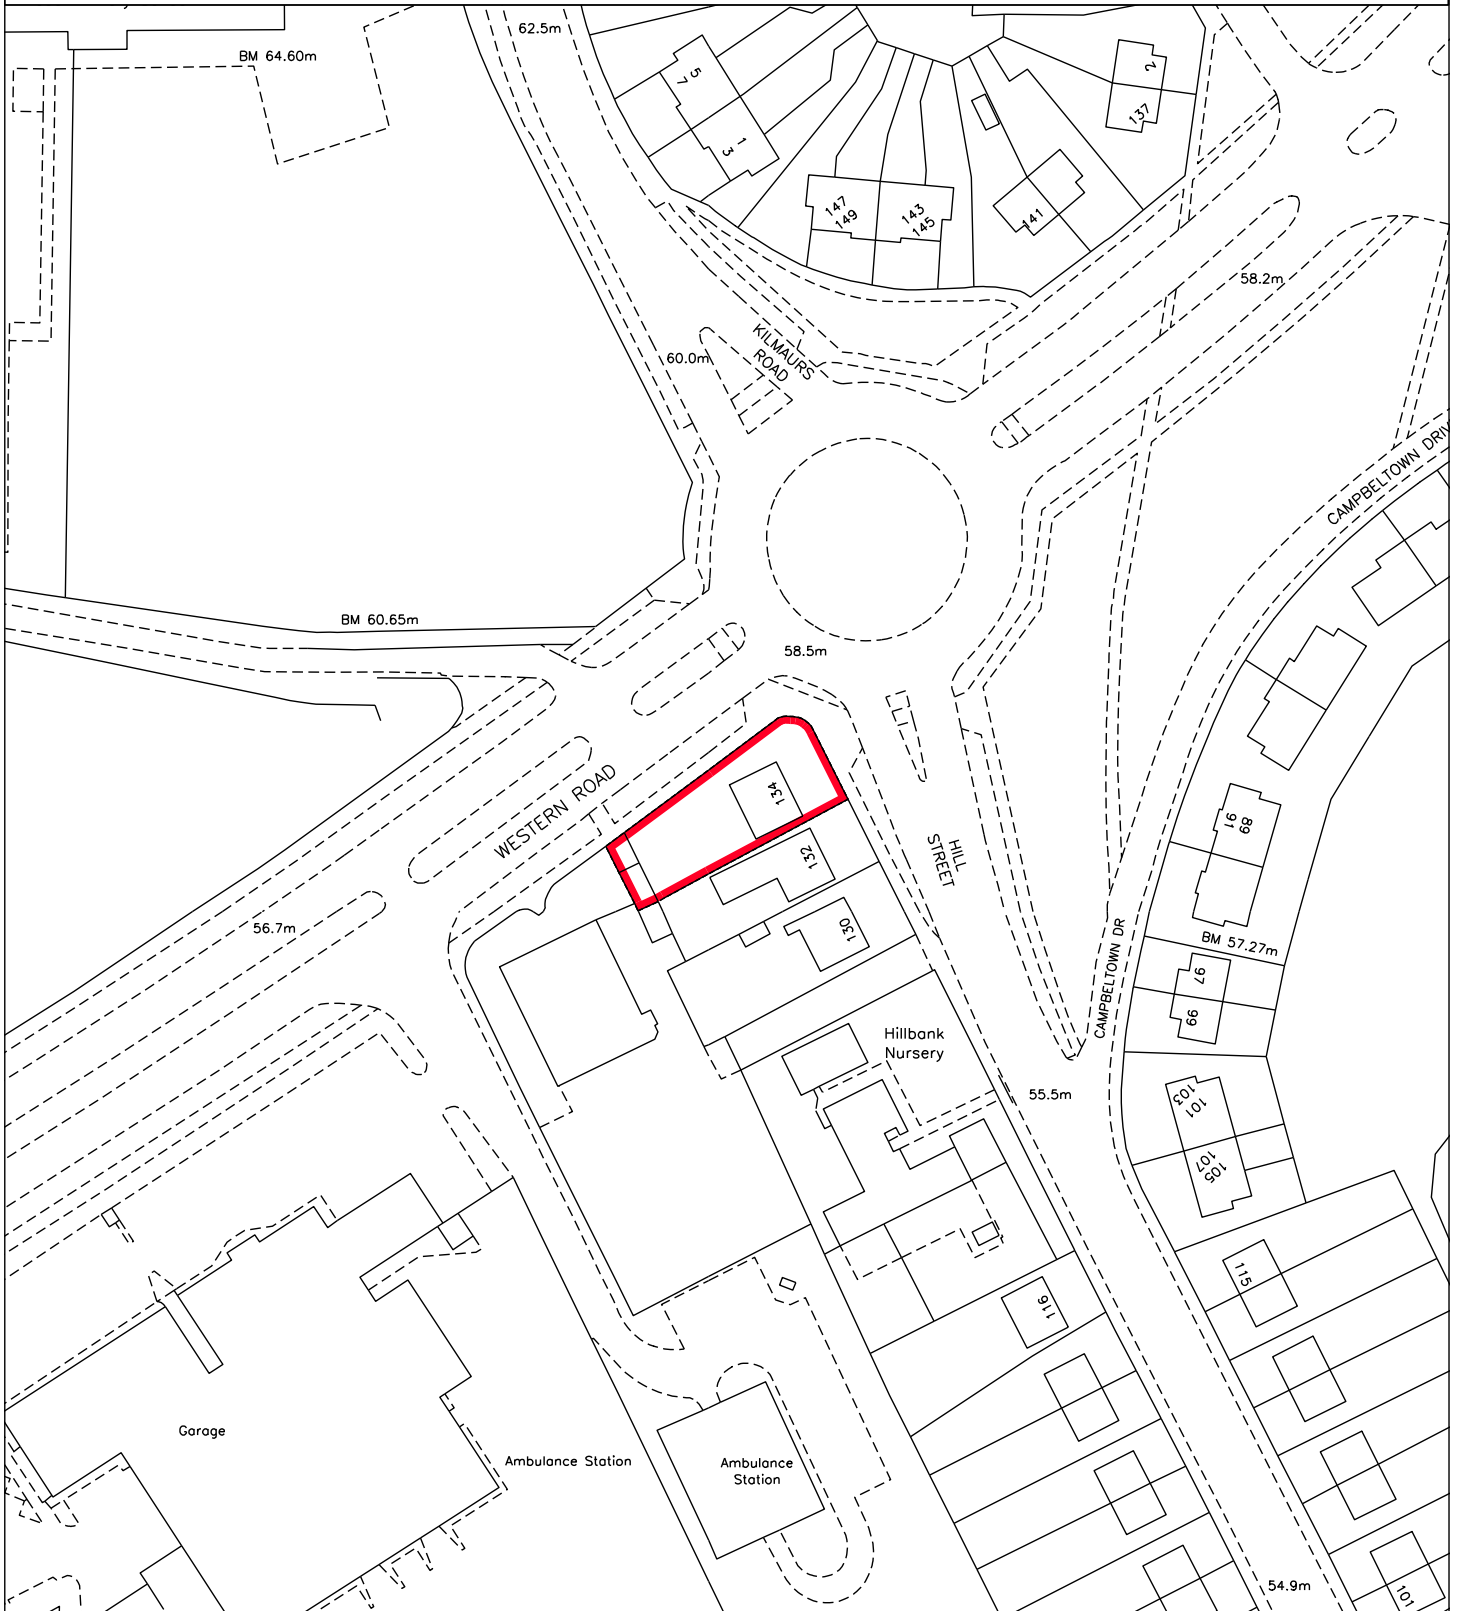 62.5m
BM 64.60m
5
7
1
3
2
137
147
149
143
145
141
58.2m
KILMAURS
ROAD
60.0m
CAMPBELTOWN DRIV
BM 60.65m
58.5m
WESTERN ROAD
134
132
130
HILL
STREET
89
91
56.7m
CAMPBELTOWN DR
BM 57.27m
97
99
Hillbank
Nursery
55.5m
101
103
105
107
115
116
Garage
Ambulance Station
Ambulance
Station
54.9m
101